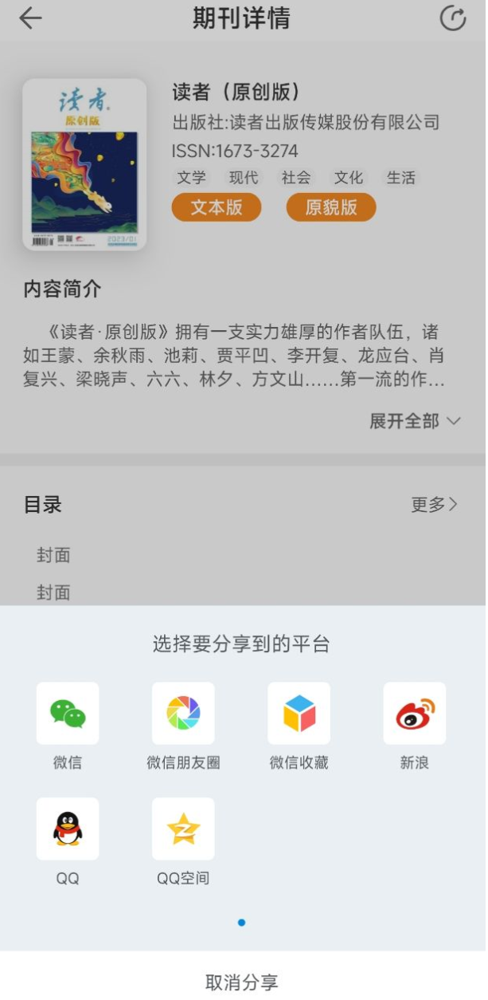 期刊详情
读者
原创版
2023/01
读者（原创版）
出版社:读者出版传媒股份有限公司
ISSN:1673-3274
文学 现代 社会 文化 生活
文本版 原貌版
内容简介
《读者·原创版》拥有一支实力雄厚的作者队伍，诸
如王蒙、余秋雨、池莉、贾平凹、李开复、龙应台、肖
复兴、梁晓声、六六、林夕、方文山……第一流的作…
展开全部
目录 更多
封面
封面
选择要分享到的平台
微信 微信朋友圈 微信收藏 新浪
QQ QQ空间
取消分享